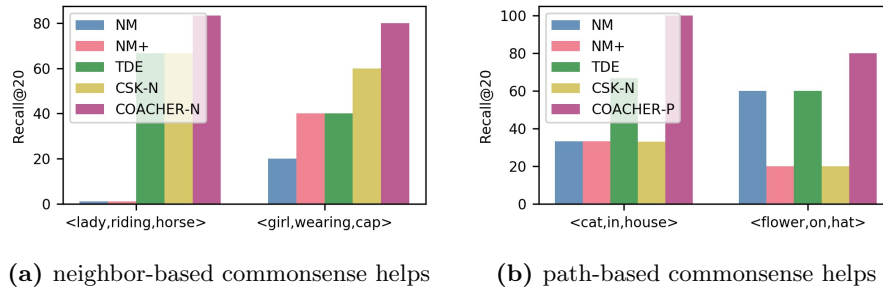 80
60
40
20
0
Recall@20
NM
NM+
TDE
CSK-N
COACHER-N
<lady,riding,horse>
<girl,wearing,cap>
(a) neighbor-based commonsense helps
100
80
60
40
20
0
Recall@20
NM
NM+
TDE
CSK-N
COACHER-P
<cat,in,house>
<flower,on,hat>
(b) path-based commonsense helps